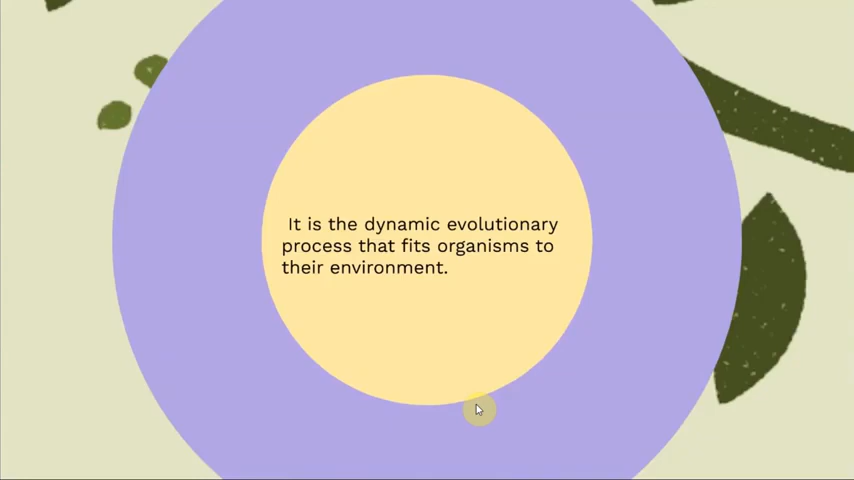 It is the dynamic evolutionary
process that fits organisms to
their environment.